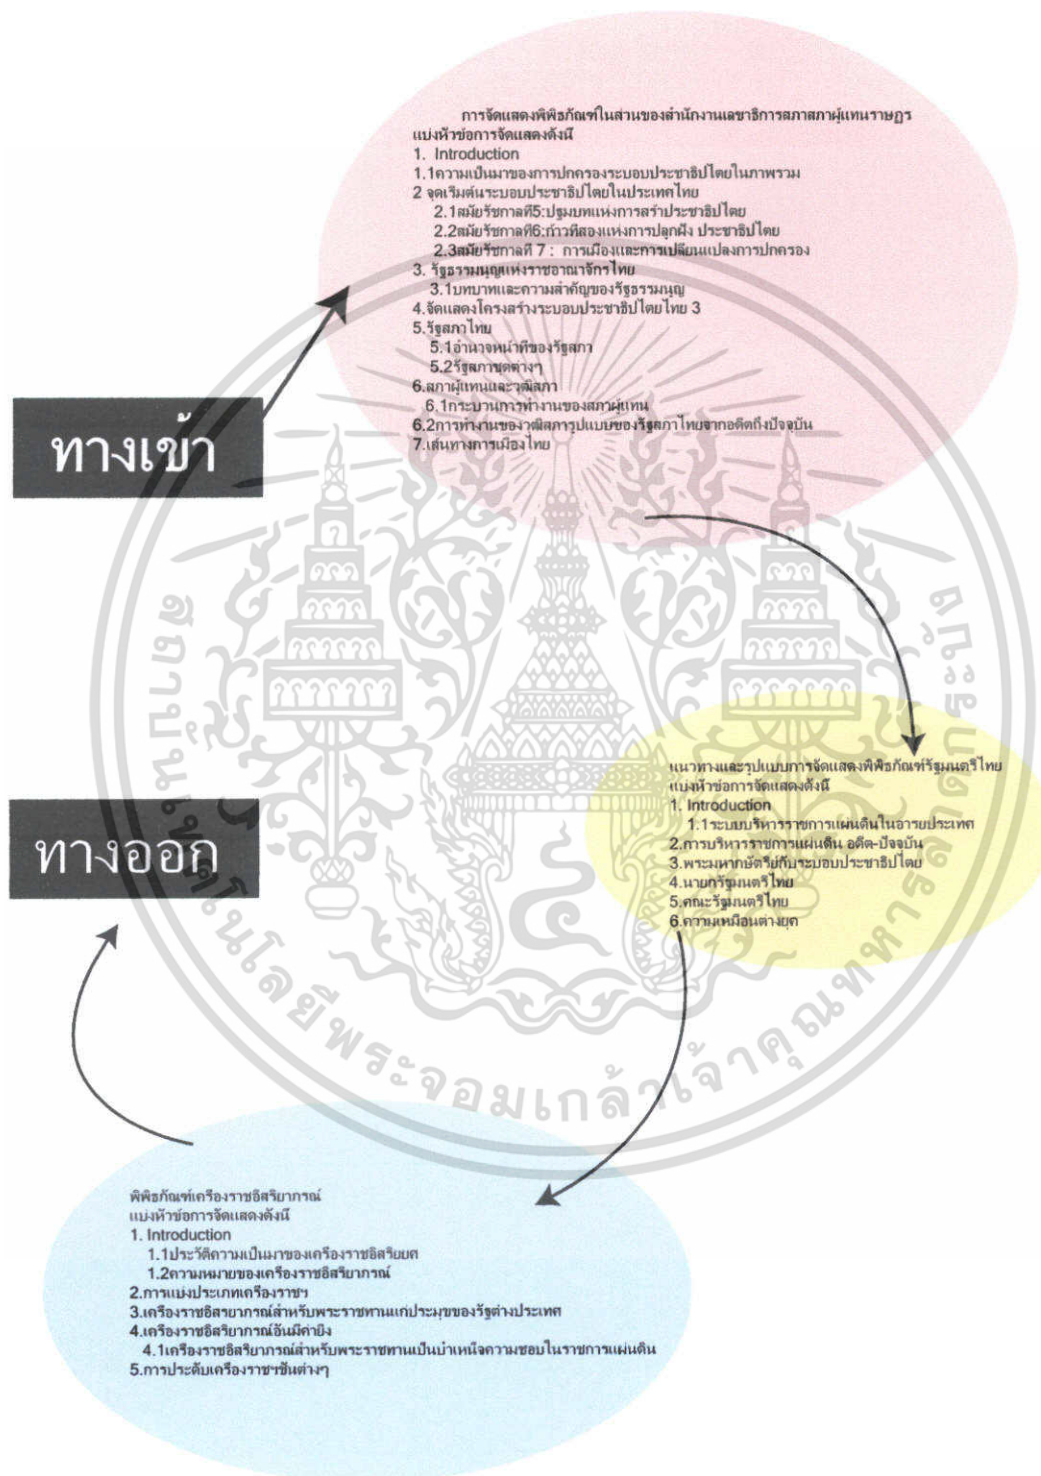 การจัดแสดงพิพิธภัณฑ์ในส่วนของสำนักงานเลขาธิการสภาสภาผู้แทนราษฎร
แบ่งหัวข้อการจัดแสดงดังนี้
1. Introduction
1.1ความเป็นมาของการปกครองระบอบประชาธิปไตยในภาพรวม
2 จุดเริ่มต้นระบอบประชาธิปไตยในประเทศไทย
2.1สมัยรัชกาลที่5:ปฐมบทแห่งการสร้าประชาธิปไตย
2.2สมัยรัชกาลที่6:ก้าวที่สองแห่งการปลูกฝัง ประชาธิปไตย
2.3สมัยรัชกาลที่ 7 : การเมืองและการเปลี่ยนแปลงการปกครอง
3. รัฐธรรมนุญแห่งราชอาณาจักรไทย
3.1บทบาทและความสำคัญของรัฐธรรมนุญ
4.จัดแสดงโครงสร้างระบอบประชาธิปไตยไทย 3
5.รัฐสภาไทย
5.1อำนาจหน้าที่ของรัฐสภา
5.2รัฐสภาชุดต่างๆ
6.สภาผู้แทนและวุฒิสภา
6.1กระบวนการทำงานของสภาผู้แทน
6.2การทำงานของวุฒิสภารูปแบบของรัฐสภาไทยจากอดีตถึงปัจจุบัน
7.เส้นทางการเมืองไทย
ทางเข้า
แนวทางและรูปแบบการจัดแสดงพิพิธภัณฑ์รัฐมนตรีไทย
แบ่งหัวข้อการจัดแสดงดังนี้
1. Introduction
1.1ระบบบริหารราชการแผ่นดินในอารยประเทศ
2.การบริหารราชการแผ่นดิน อดีต-ปัจจุบัน
3.พระมหากษัตริย์กับระบอบประชาธิปไตย
4.นายกรัฐมนตรีไทย
5.คณะรัฐมนตรีไทย
6.ความเหมือนต่างยุค
ทางออก
พิพิธภัณฑ์เครื่องราชอิสริยาภรณ์
แบ่งหัวข้อการจัดแสดงดังนี้
1. Introduction
1.1ประวัติความเป็นมาของเครื่องราชอิสริยยศ
1.2ความหมายของเครื่องราชอิสริยาภรณ์
2.การแบ่งประเภทเครื่องราชฯ
3.เครื่องราชอิสรยาภรณ์สำหรับพระราชทานแก่ประมุขของรัฐต่างประเทศ
4.เครื่องราชอิสริยาภรณ์อันมีค่ายิ่ง
4.1เครื่องราชอิสริยาภรณ์สำหรับพระราชทานเป็นบำเหน็จความชอบในราชการแผ่นดิน
5.การประดับเครื่องราชฯชั้นต่างๆ
สถาบันเทคโนโลยีพระจอมเกล้าเจ้าคุณทหารลาดกระบัง